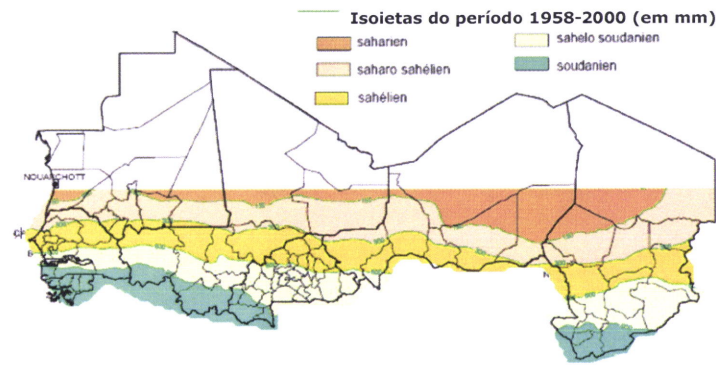 Isoietas do período 1958-2000 (em mm)
saharien
sahelo soudanien
saharo sahélien
soudanien
sahélien
NOUAKCHOTT